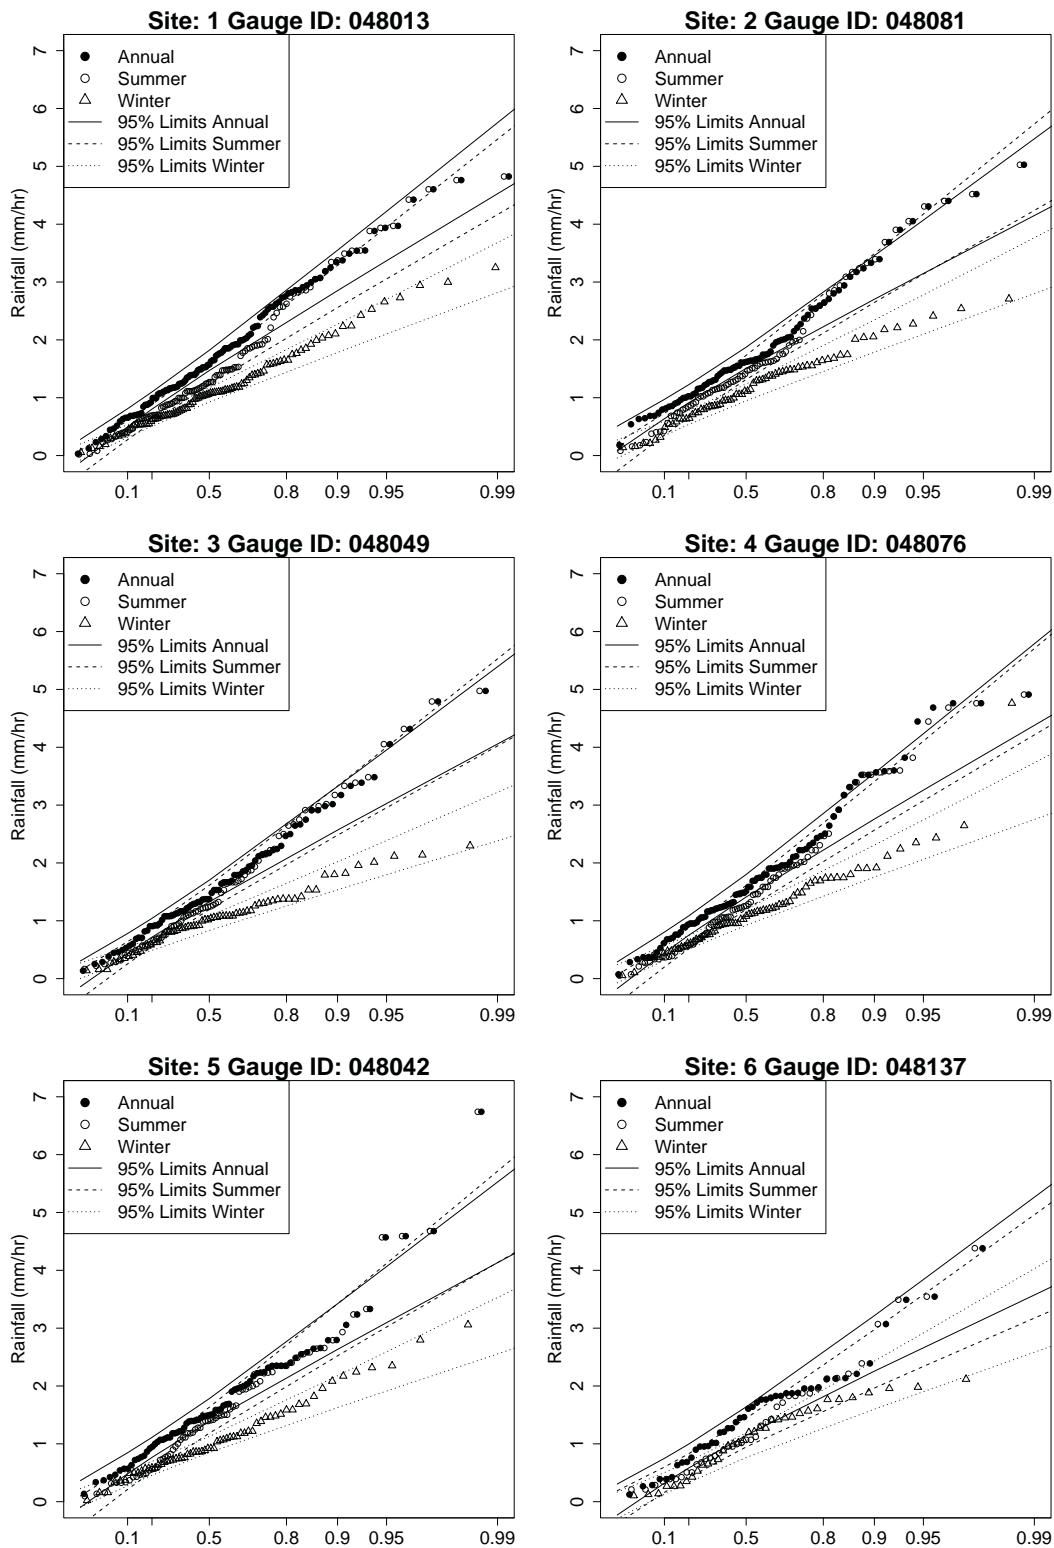 Site: 1 Gauge ID: 048013
Rainfall (mm/hr)
7
6
5
4
3
2
1
0
Annual
Summer
Winter
95% Limits Annual
95% Limits Summer
95% Limits Winter
0.1 0.5 0.8 0.9 0.95 0.99
Site: 2 Gauge ID: 048081
Rainfall (mm/hr)
7
6
5
4
3
2
1
0
Annual
Summer
Winter
95% Limits Annual
95% Limits Summer
95% Limits Winter
0.1 0.5 0.8 0.9 0.95 0.99
Site: 3 Gauge ID: 048049
Rainfall (mm/hr)
7
6
5
4
3
2
1
0
Annual
Summer
Winter
95% Limits Annual
95% Limits Summer
95% Limits Winter
0.1 0.5 0.8 0.9 0.95 0.99
Site: 4 Gauge ID: 048076
Rainfall (mm/hr)
7
6
5
4
3
2
1
0
Annual
Summer
Winter
95% Limits Annual
95% Limits Summer
95% Limits Winter
0.1 0.5 0.8 0.9 0.95 0.99
Site: 5 Gauge ID: 048042
Rainfall (mm/hr)
7
6
5
4
3
2
1
0
Annual
Summer
Winter
95% Limits Annual
95% Limits Summer
95% Limits Winter
0.1 0.5 0.8 0.9 0.95 0.99
Site: 6 Gauge ID: 048137
Rainfall (mm/hr)
7
6
5
4
3
2
1
0
Annual
Summer
Winter
95% Limits Annual
95% Limits Summer
95% Limits Winter
0.1 0.5 0.8 0.9 0.95 0.99